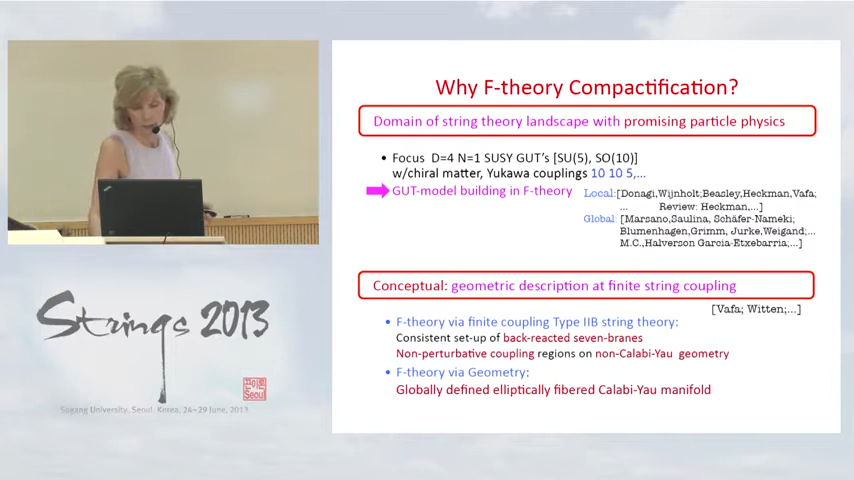 Why F-theory Compactification?
Domain of string theory landscape with promising particle physics
• Focus D=4 N=1 SUSY GUT's [SU(5), SO(10)]
w/chiral matter, Yukawa couplings 10 10 5,...
GUT-model building in F-theory
Local:[Donagi,Wijnholt;Beasley,Heckman,Vafa;
... Review: Heckman,...]
Global: [Marsano,Saulina, Schäfer-Nameki;
Blumenhagen,Grimm, Jurke,Weigand;...
M.C.,Halverson Garcia-Etxebarria;...]
Conceptual: geometric description at finite string coupling
[Vafa; Witten;...]
• F-theory via finite coupling Type IIB string theory:
Consistent set-up of back-reacted seven-branes
Non-perturbative coupling regions on non-Calabi-Yau geometry
• F-theory via Geometry:
Globally defined elliptically fibered Calabi-Yau manifold
Strings 2013
Seoul
Sogang University, Seoul, Korea, 24~29 June, 2013